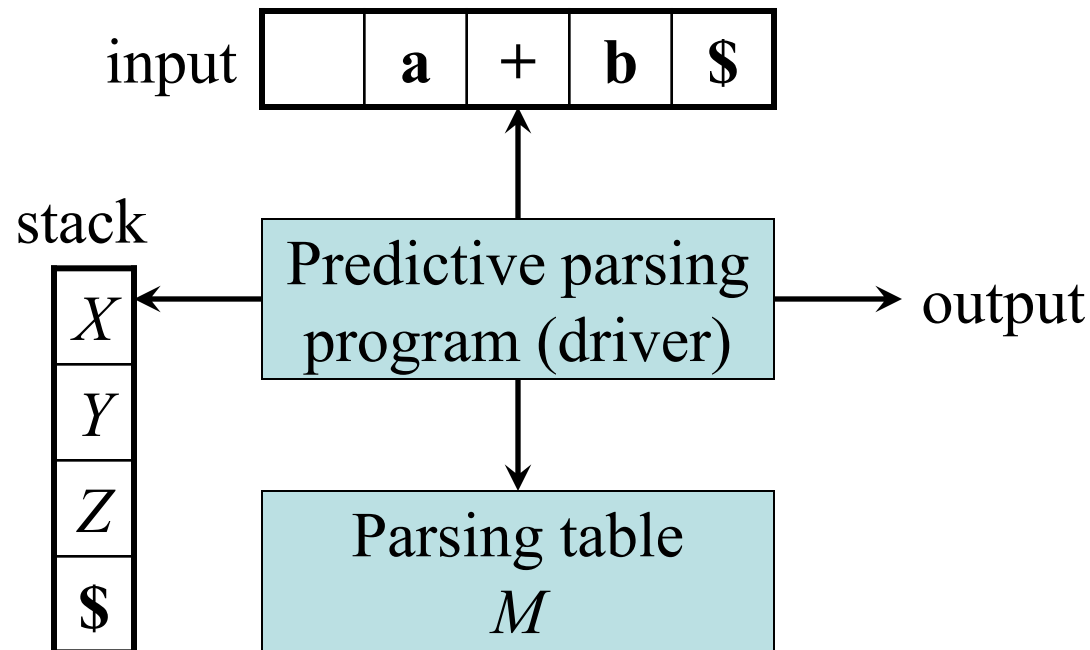 input a + b $
stack
X
Y
Z
$
Predictive parsing
program (driver)
output
Parsing table
M